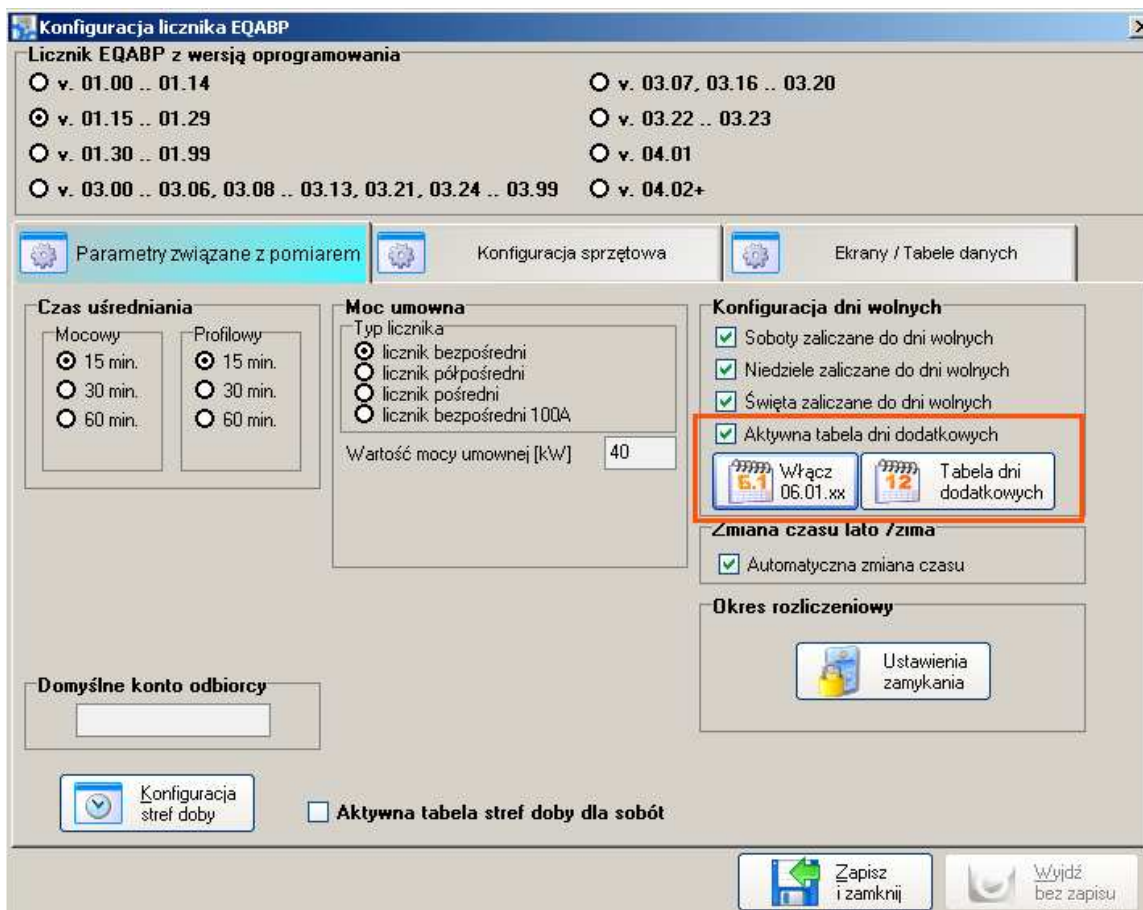 Konfiguracja licznika EQABP
Licznik EQABP z wersją oprogramowania
v. 01.00 .. 01.14
v. 03.07, 03.16 .. 03.20
v. 01.15 .. 01.29
v. 03.22 .. 03.23
v. 01.30 .. 01.99
v. 04.01
v. 03.00 .. 03.06, 03.08 .. 03.13, 03.21, 03.24 .. 03.99
v. 04.02+
Parametry związane z pomiarem
Konfiguracja sprzętowa
Ekrany / Tabele danych
Czas uśredniania
Mocowy
15 min.
30 min.
60 min.
Profilowy
15 min.
30 min.
60 min.
Moc umowna
Typ licznika
licznik bezpośredni
licznik półpośredni
licznik pośredni
licznik bezpośredni 100A
Wartość mocy umownej [kW]
40
Konfiguracja dni wolnych
Soboty zaliczane do dni wolnych
Niedziele zaliczane do dni wolnych
Święta zaliczane do dni wolnych
Aktywna tabela dni dodatkowych
6.1
Włącz
06.01.xx
12
Tabela dni
dodatkowych
Zmiana czasu lato /zima
Automatyczna zmiana czasu
Okres rozliczeniowy
Ustawienia
zamykania
Domyślne konto odbiorcy
Konfiguracja
stref doby
Aktywna tabela stref doby dla sobót
Zapisz
i zamknij
Wyjdź
bez zapisu